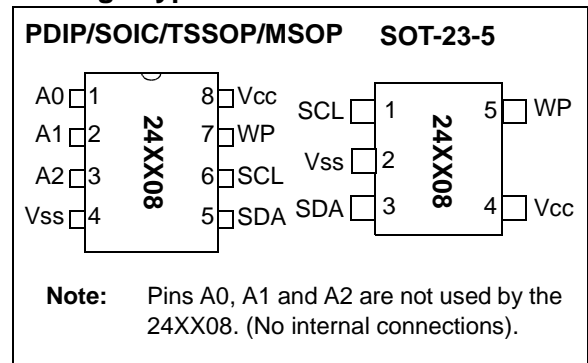 PDIP/SOIC/TSSOP/MSOP SOT-23-5
A0 1 8 Vcc
A1 2 7 WP
A2 3 6 SCL
Vss 4 5 SDA
24XX08
SCL 1 5 WP
Vss 2
SDA 3 4 Vcc
24XX08
Note: Pins A0, A1 and A2 are not used by the
24XX08. (No internal connections).